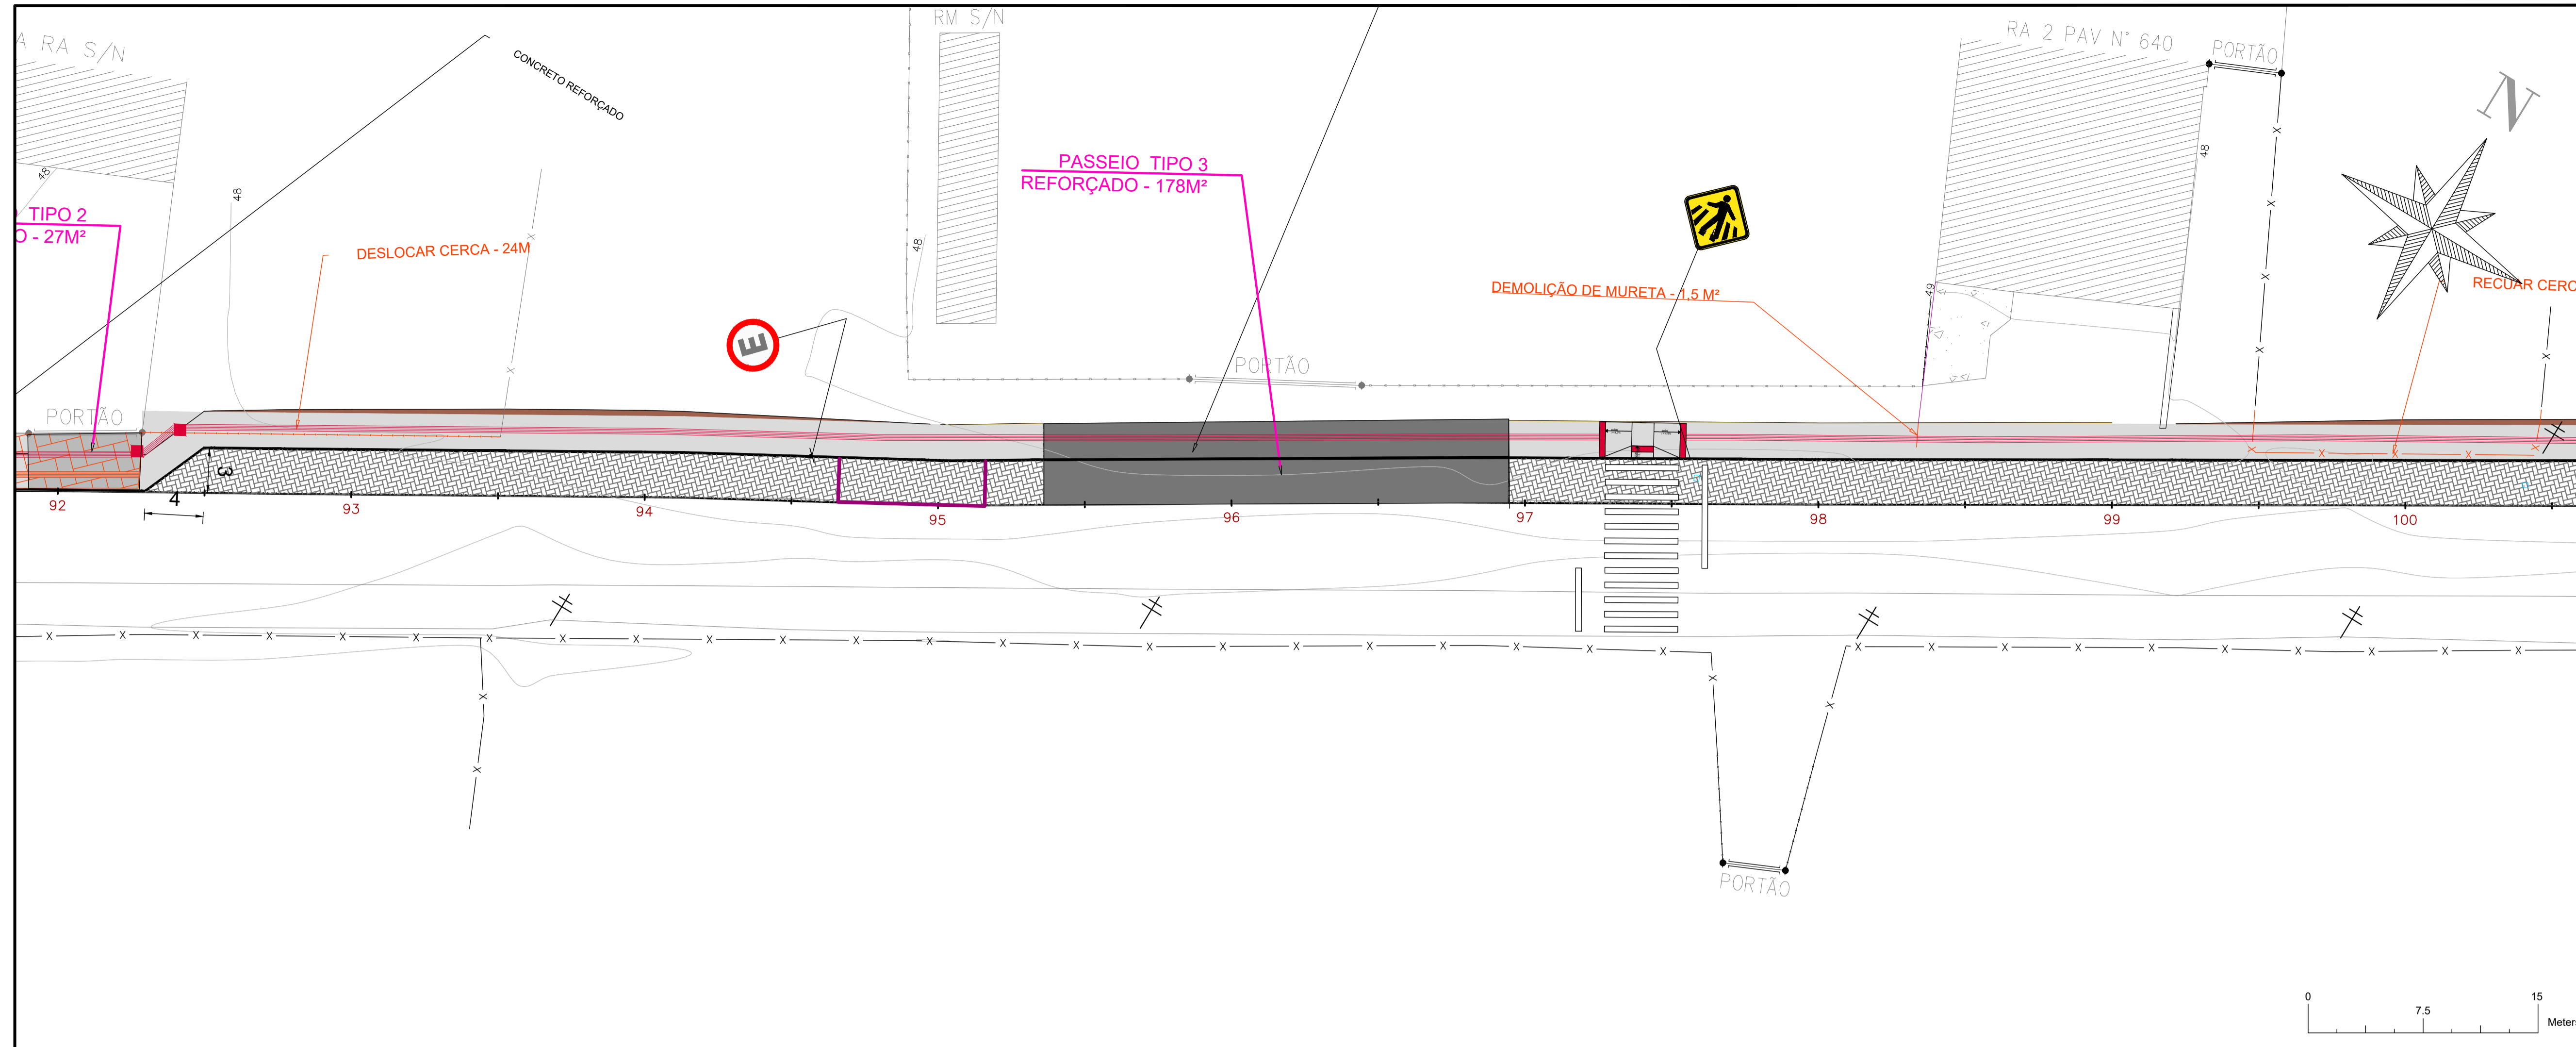 A RA S/N
CONCRETO REFORÇADO
RM S/N
RA 2 PAV N° 640
PORTÃO
N
48
48
48
48
49
TIPO 2
O - 27M²
PASSEIO TIPO 3
REFORÇADO - 178M²
DESLOCAR CERCA - 24M
DEMOLIÇÃO DE MURETA - 1,5 M²
RECUAR CERC
E
PORTÃO
PORTÃO
3
4
92
93
94
95
96
97
98
99
100
PORTÃO
0
7.5
15
Meters